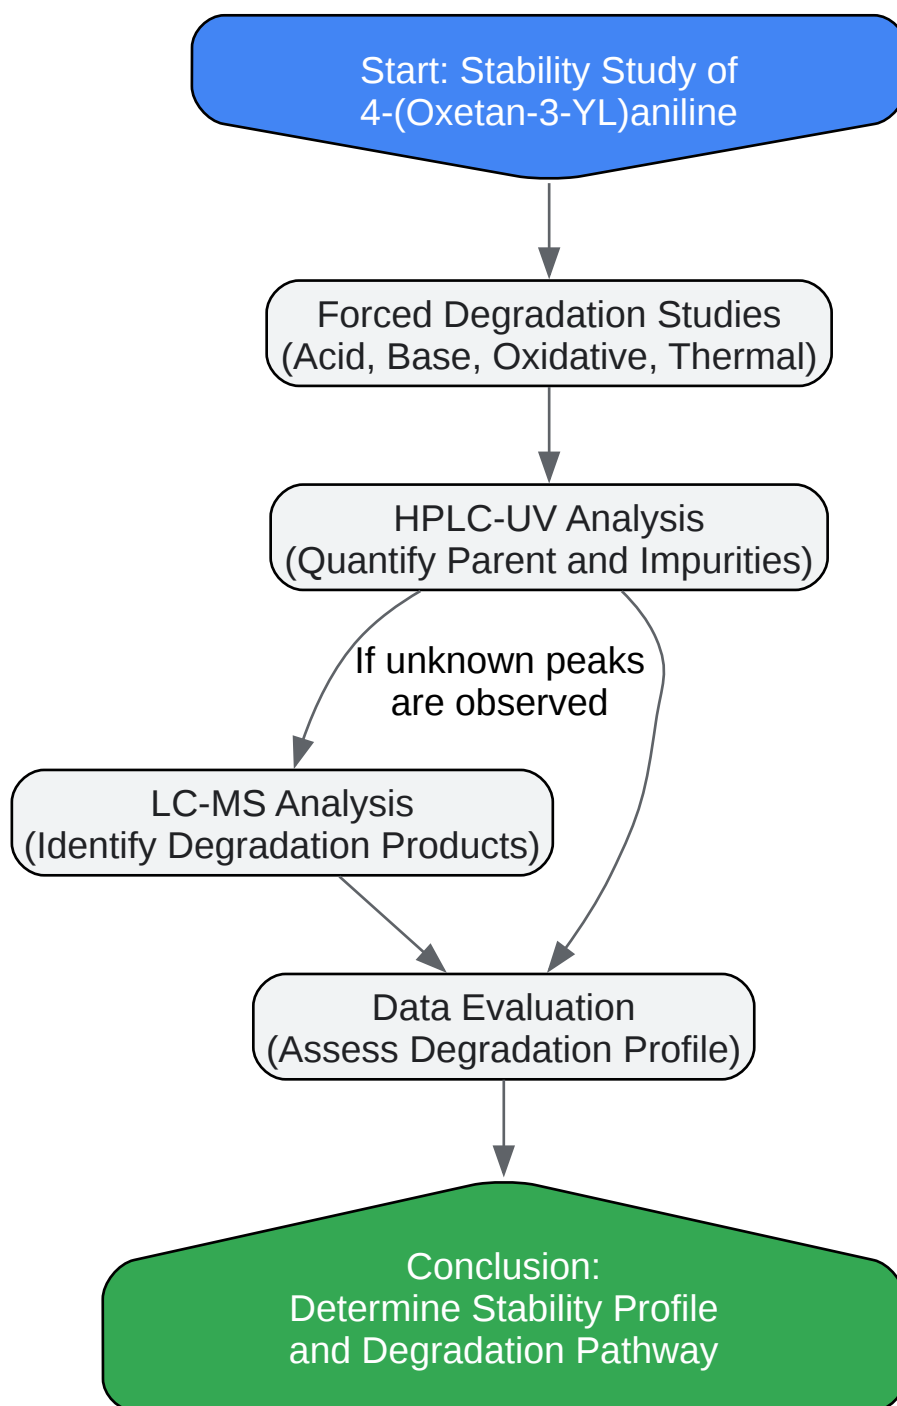 Start: Stability Study of
4-(Oxetan-3-YL)aniline
Forced Degradation Studies
(Acid, Base, Oxidative, Thermal)
HPLC-UV Analysis
(Quantify Parent and Impurities)
If unknown peaks
are observed
LC-MS Analysis
(Identify Degradation Products)
Data Evaluation
(Assess Degradation Profile)
Conclusion:
Determine Stability Profile
and Degradation Pathway